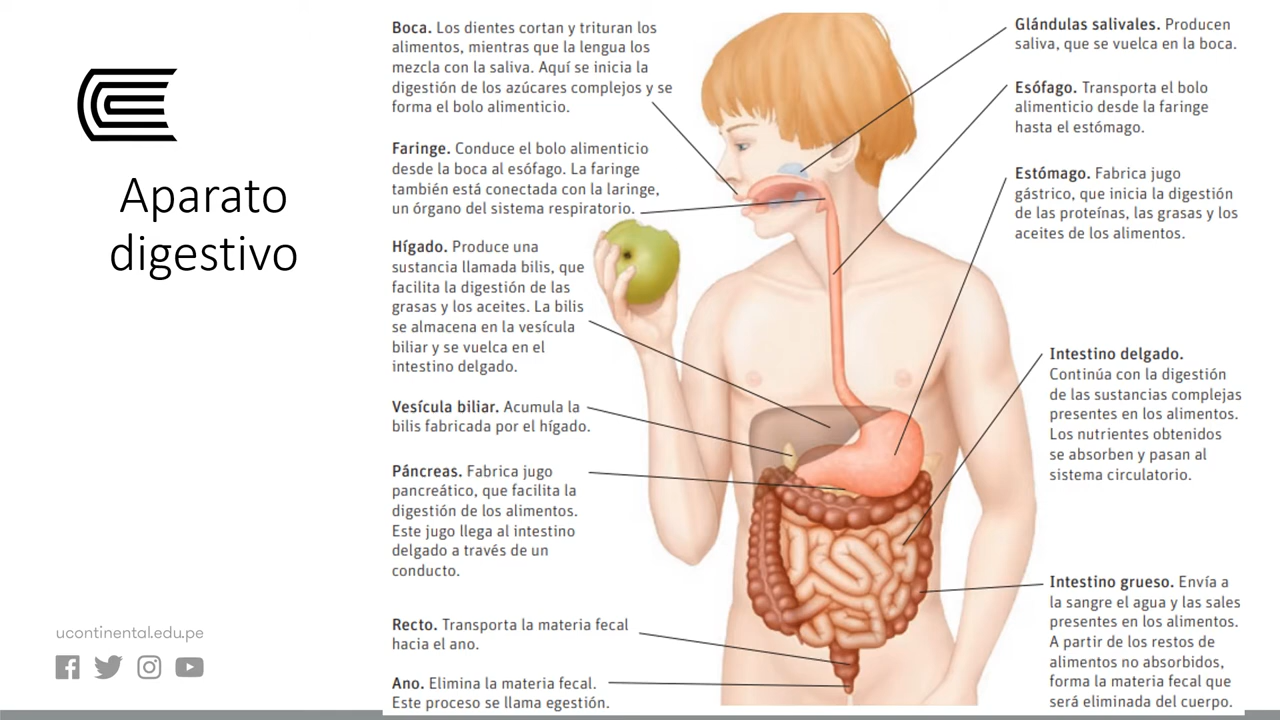 Aparato
digestivo
ucontinental.edu.pe
Boca. Los dientes cortan y trituran los
alimentos, mientras que la lengua los
mezcla con la saliva. Aquí se inicia la
digestión de los azúcares complejos y se
forma el bolo alimenticio.
Faringe. Conduce el bolo alimenticio
desde la boca al esófago. La faringe
también está conectada con la laringe,
un órgano del sistema respiratorio.
Hígado. Produce una
sustancia llamada bilis, que
facilita la digestión de las
grasas y los aceites. La bilis
se almacena en la vesícula
biliar y se vuelca en el
intestino delgado.
Vesícula biliar. Acumula la
bilis fabricada por el hígado.
Páncreas. Fabrica jugo
pancreático, que facilita la
digestión de los alimentos.
Este jugo llega al intestino
delgado a través de un
conducto.
Recto. Transporta la materia fecal
hacia el ano.
Ano. Elimina la materia fecal.
Este proceso se llama egestión.
Glándulas salivales. Producen
saliva, que se vuelca en la boca.
Esófago. Transporta el bolo
alimenticio desde la faringe
hasta el estómago.
Estómago. Fabrica jugo
gástrico, que inicia la digestión
de las proteínas, las grasas y los
aceites de los alimentos.
Intestino delgado.
Continúa con la digestión
de las sustancias complejas
presentes en los alimentos.
Los nutrientes obtenidos
se absorben y pasan al
sistema circulatorio.
Intestino grueso. Envía a
la sangre el agua y las sales
presentes en los alimentos.
A partir de los restos de
alimentos no absorbidos,
forma la materia fecal que
será eliminada del cuerpo.